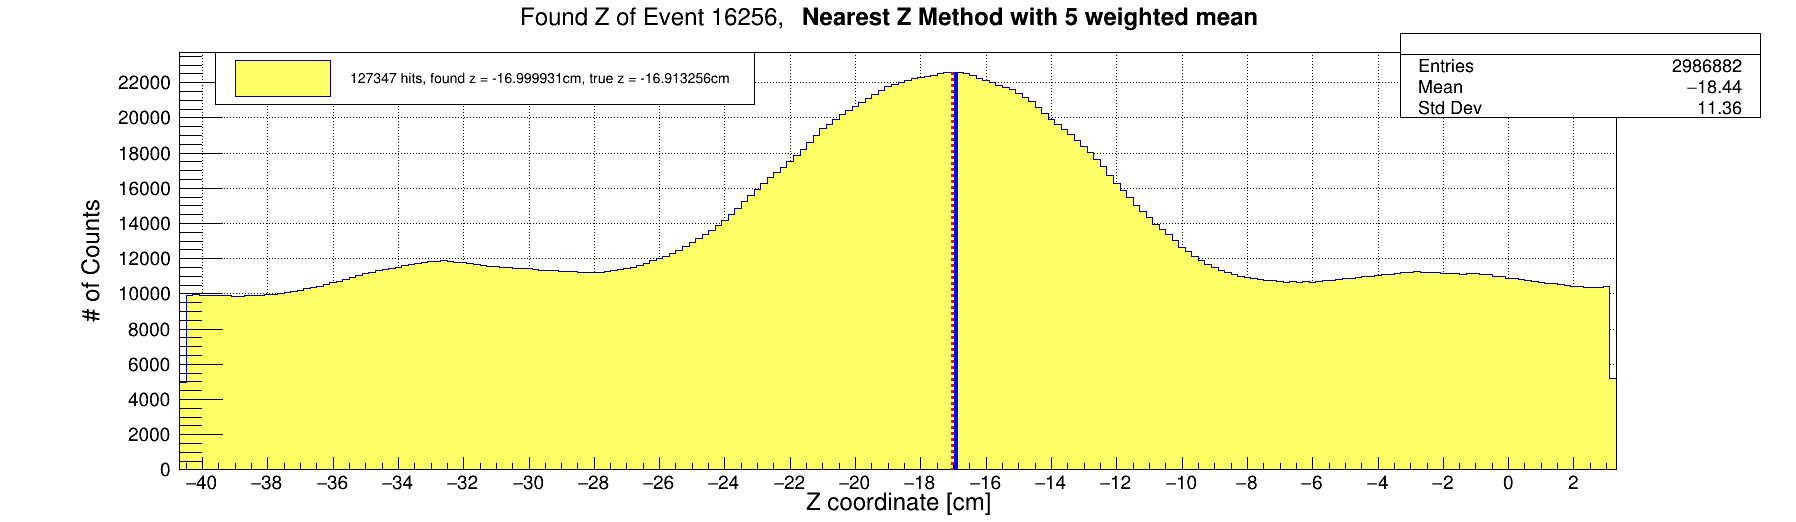 Found Z of Event 16256, Nearest Z Method with 5 weighted mean
127347 hits, found z = -16.999931cm, true z = -16.913256cm
Entries 2986882
Mean −18.44
Std Dev 11.36
# of Counts
22000
20000
18000
16000
14000
12000
10000
8000
6000
4000
2000
0
−40 −38 −36 −34 −32 −30 −28 −26 −24 −22 −20 −18 −16 −14 −12 −10 −8 −6 −4 −2 0 2
Z coordinate [cm]